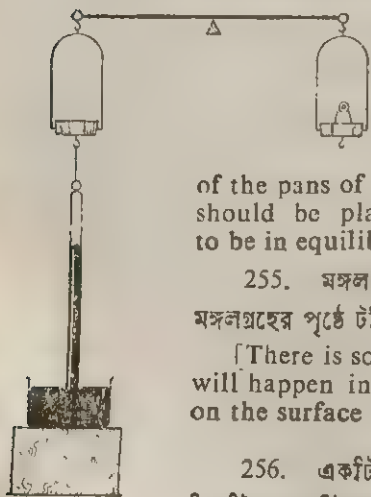 of the pans of
should be pla
to be in equilit
255. মঙ্গল
মঙ্গলগ্রহের পৃষ্ঠে
[There is so
will happen in
on the surface
256. একটি